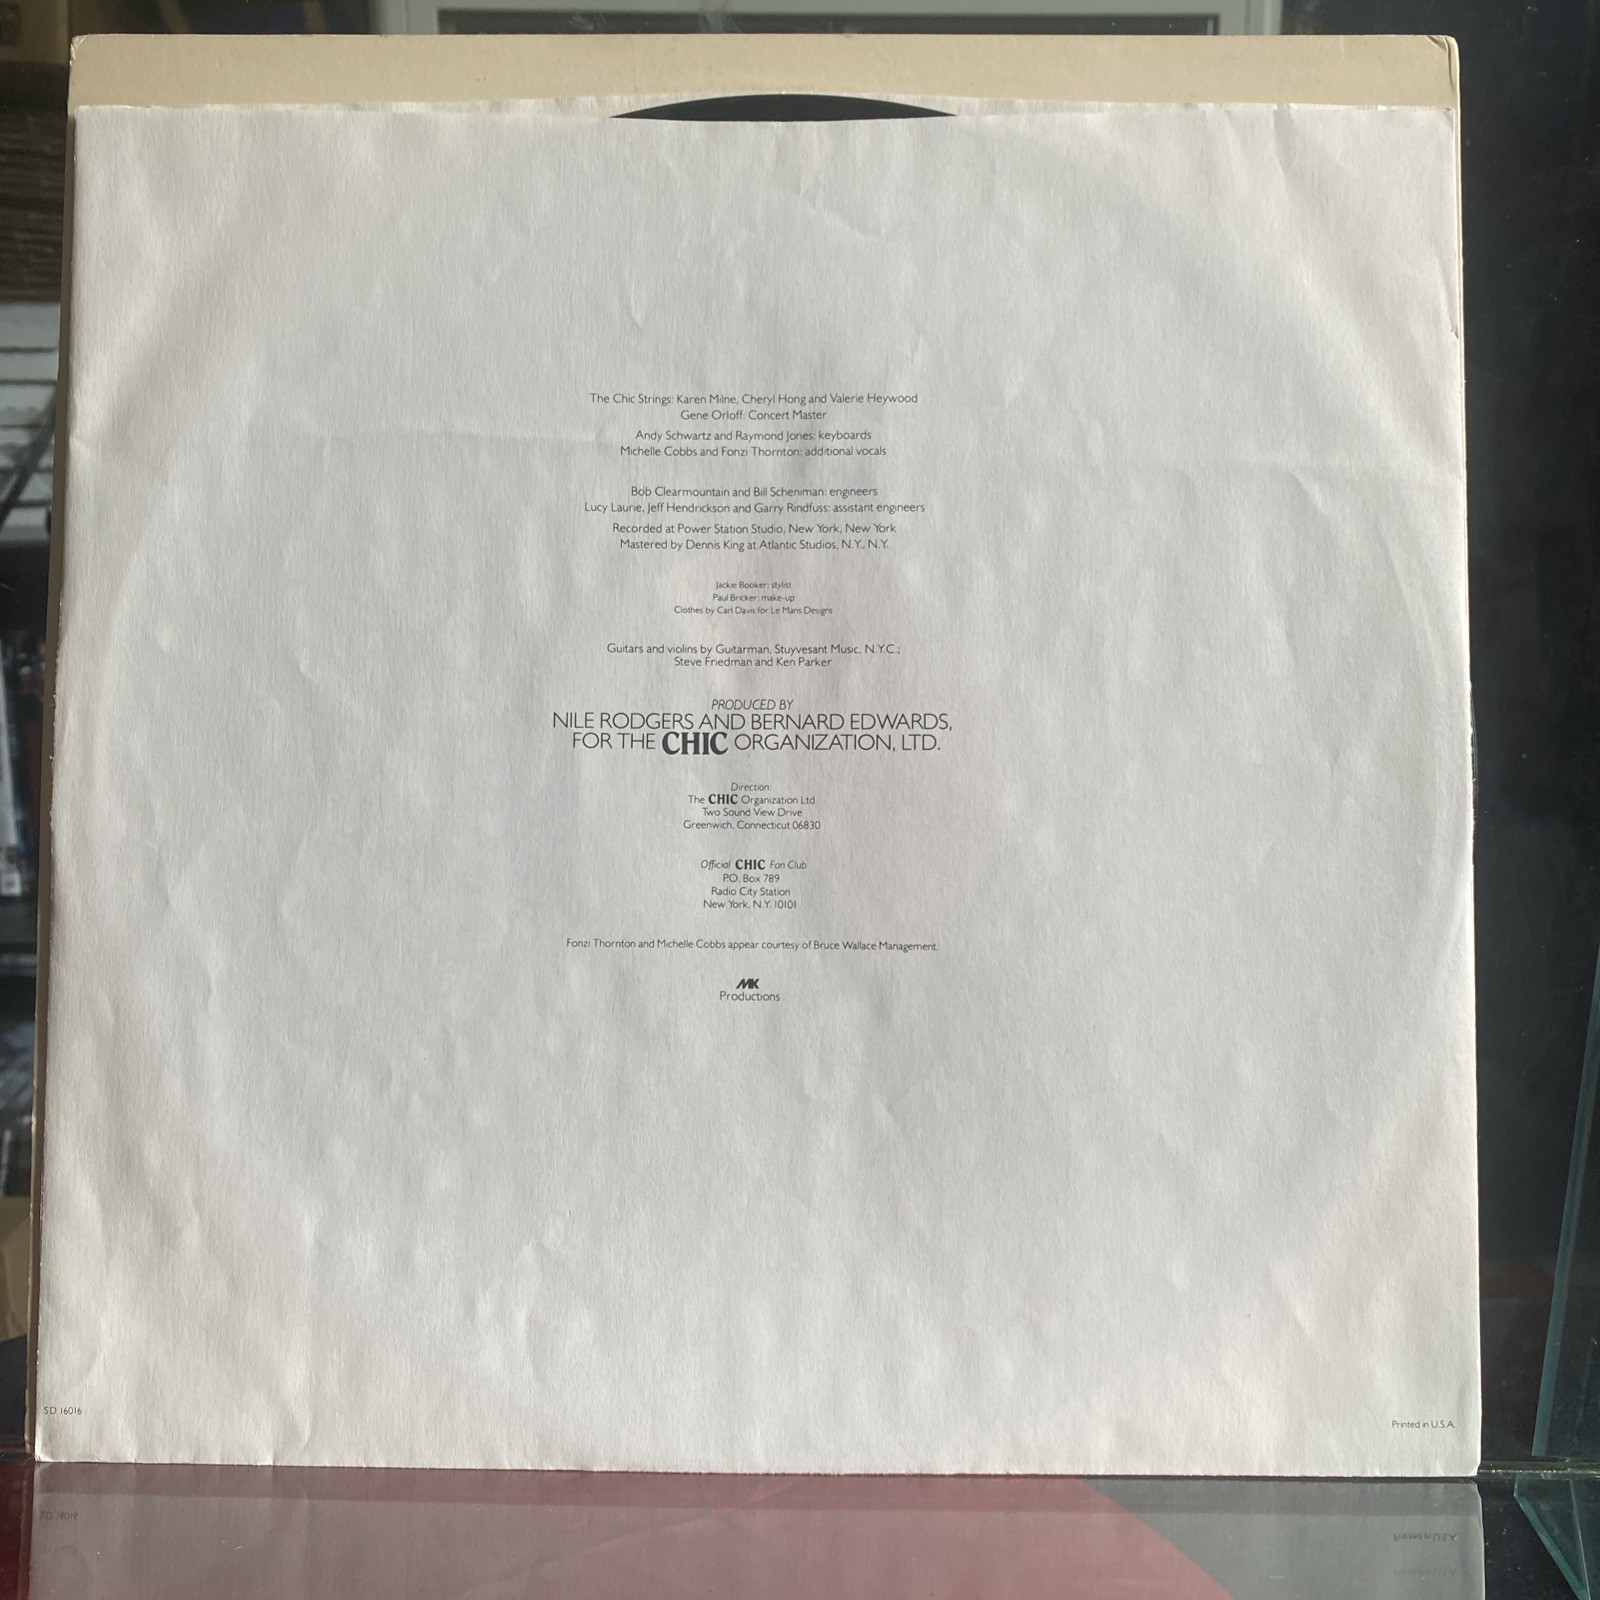 The Chic Strings: Karen Milne, Cheryl Hong and Valerie Heywood
Gene Orloff: Concert Master
Andy Schwartz and Raymond Jones: keyboards
Michelle Cobbs and Fonzi Thornton: additional vocals
Bob Clearmountain and Bill Scheniman: engineers
Lucy Laurie, Jeff Hendrickson and Garry Rindfuss: assistant engineers
Recorded at Power Station Studio, New York, New York
Mastered by Dennis King at Atlantic Studios, N.Y., N.Y.
Jackie Booker: stylist
Paul Bricker: make-up
Clothes by Carl Davis for Le Mans Designs
Guitars and violins by Guitarman, Stuyvesant Music, N.Y.C.;
Steve Friedman and Ken Parker
PRODUCED BY
NILE RODGERS AND BERNARD EDWARDS,
FOR THE CHIC ORGANIZATION, LTD.
Direction:
The CHIC Organization Ltd.
Two Sound View Drive
Greenwich, Connecticut 06830
Official CHIC Fan Club
P.O. Box 789
Radio City Station
New York, N.Y. 10101
Fonzi Thornton and Michelle Cobbs appear courtesy of Bruce Wallace Management.
MK
Productions
SD 16016
Printed in U.S.A.